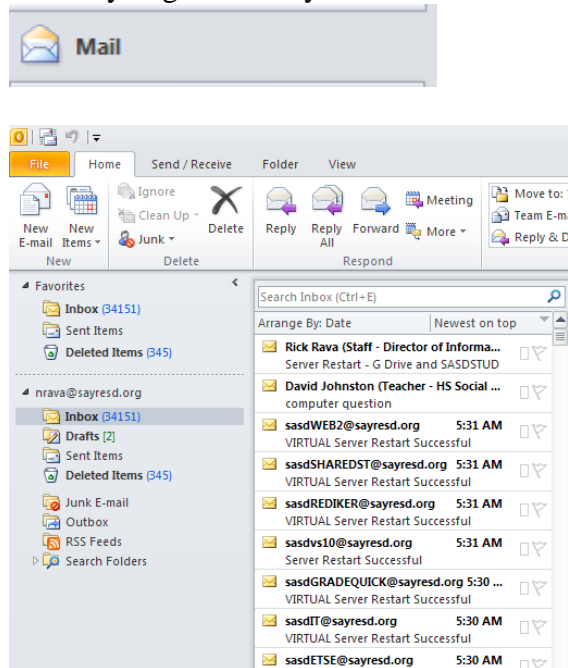 Mail
File Home Send / Receive Folder View
New E-mail
New Items
New
Ignore
Clean Up
Junk
Delete
Delete
Reply
Reply All
Forward
Meeting
More
Respond
Move to:
Reply & D
Favorites
Inbox (34151)
Sent Items
Deleted Items (345)
nrava@sayresd.org
Inbox (34151)
Drafts [2]
Sent Items
Deleted Items (345)
Junk E-mail
Outbox
RSS Feeds
Search Folders
Search Inbox (Ctrl+E)
Arrange By: Date Newest on top
Rick Rava (Staff - Director of Informa...
Server Restart - G Drive and SASDSTUD
David Johnston (Teacher - HS Social ...
computer question
sasdWEB2@sayresd.org 5:31 AM
VIRTUAL Server Restart Successful
sasdSHAREDST@sayresd.org 5:31 AM
VIRTUAL Server Restart Successful
sasdREDIKER@sayresd.org 5:31 AM
VIRTUAL Server Restart Successful
sasdvs10@sayresd.org 5:31 AM
Server Restart Successful
sasdGRADEQUICK@sayresd.org 5:30 ...
VIRTUAL Server Restart Successful
sasdIT@sayresd.org 5:30 AM
VIRTUAL Server Restart Successful
sasdETSE@sayresd.org 5:30 AM